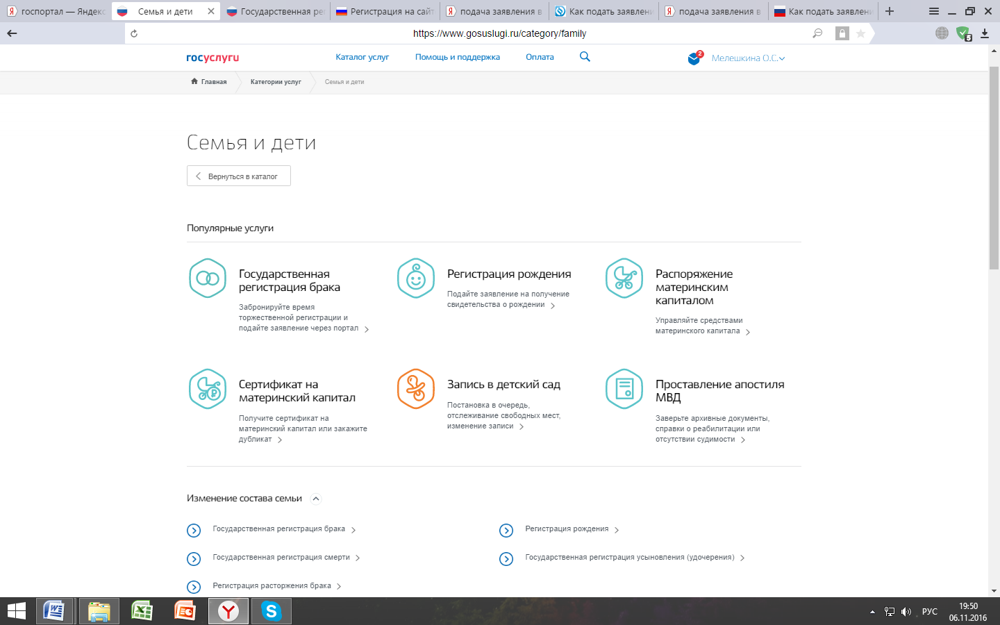 госпортал — Яндекс
Семья и дети
Государственная рег
Регистрация на сайт
подача заявления в
Как подать заявлени
подача заявления в
Как подать заявлени
https://www.gosuslugi.ru/category/family
5
госуслуги
Каталог услуг
Помощь и поддержка
Оплата
2
Мелешкина О.С.
Главная
Категории услуг
Семья и дети
Семья и дети
Вернуться в каталог
Популярные услуги
Государственная
регистрация брака
Забронируйте время
торжественной регистрации и
подайте заявление через портал
Регистрация рождения
Подайте заявление на получение
свидетельства о рождении
Распоряжение
материнским
капиталом
Управляйте средствами
материнского капитала
Сертификат на
материнский капитал
Получите сертификат на
материнский капитал или закажите
дубликат
Запись в детский сад
Постановка в очередь,
отслеживание свободных мест,
изменение записи
Проставление апостиля
МВД
Заверьте архивные документы,
справки о реабилитации или
отсутствии судимости
Изменение состава семьи
Государственная регистрация брака
Регистрация рождения
Государственная регистрация смерти
Государственная регистрация усыновления (удочерения)
Регистрация расторжения брака
РУС
19:50
06.11.2016